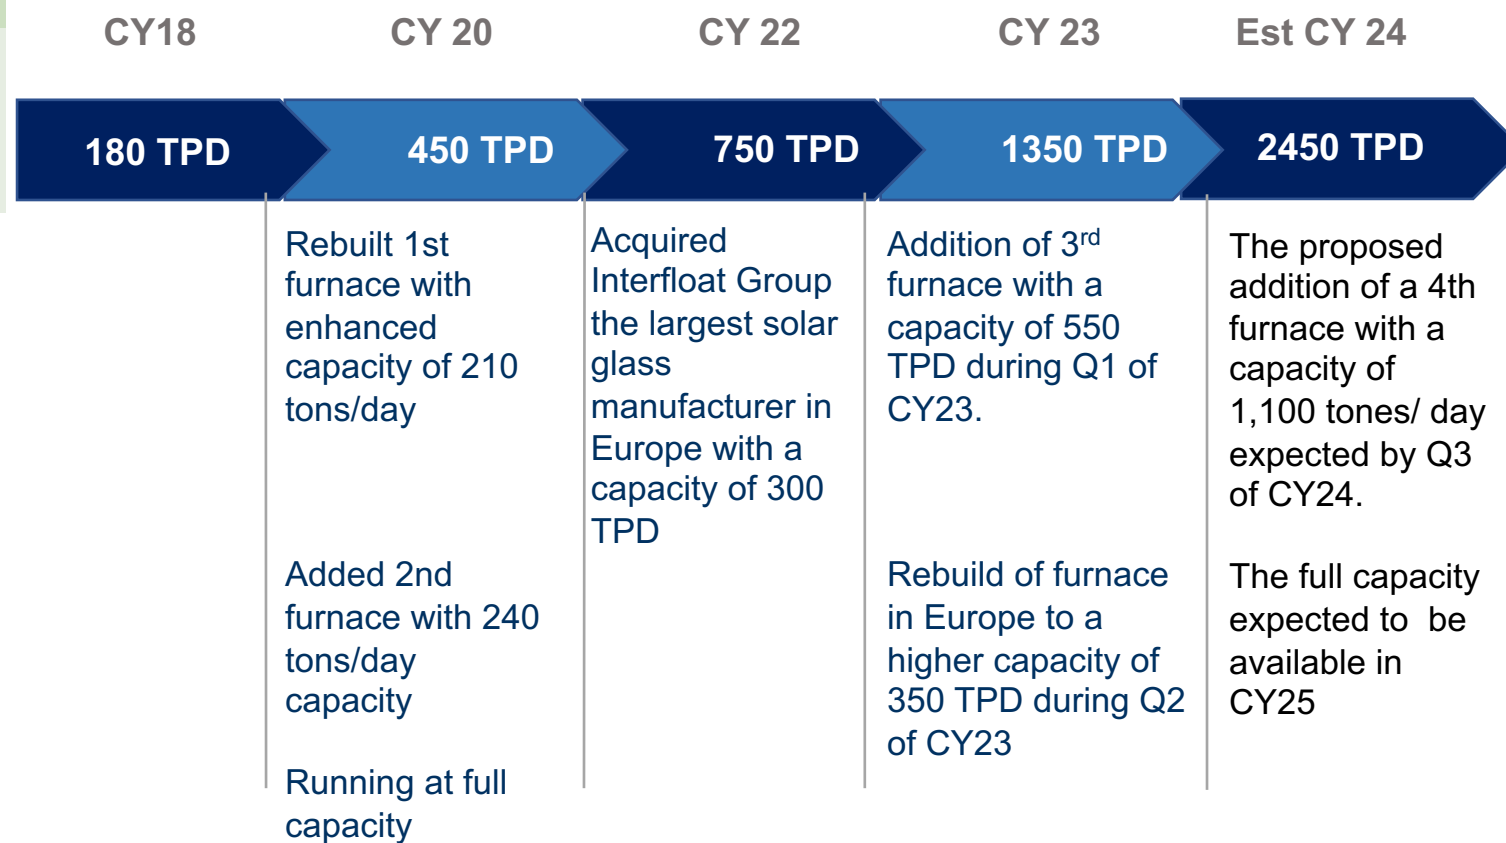 CY18
CY 20
CY 22
CY 23
Est CY 24
180 TPD
450 TPD
750 TPD
1350 TPD
2450 TPD
Rebuilt 1st
furnace with
enhanced
capacity of 210
tons/day
Added 2nd
furnace with 240
tons/day
capacity
Running at full
capacity
Acquired
Interfloat Group
the largest solar
glass
manufacturer in
Europe with a
capacity of 300
TPD
Addition of 3rd
furnace with a
capacity of 550
TPD during Q1 of
CY23.
Rebuild of furnace
in Europe to a
higher capacity of
350 TPD during Q2
of CY23
The proposed
addition of a 4th
furnace with a
capacity of
1,100 tones/ day
expected by Q3
of CY24.
The full capacity
expected to be
available in
CY25